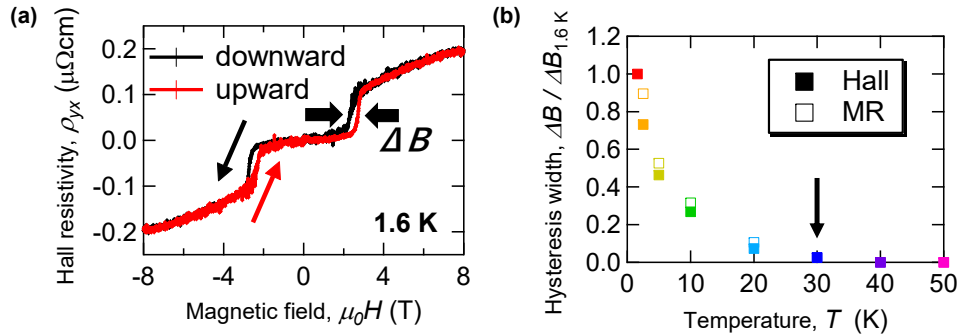 (a)
Hall resistivity, ρyx (μΩcm)
0.2
0.1
0.0
-0.1
-0.2
downward
upward
ΔB
1.6 K
-8 -4 0 4 8
Magnetic field, μ0H (T)
(b)
Hysteresis width, ΔB / ΔB1.6 K
1.2
1.0
0.8
0.6
0.4
0.2
0.0
Hall
MR
0 10 20 30 40 50
Temperature, T (K)